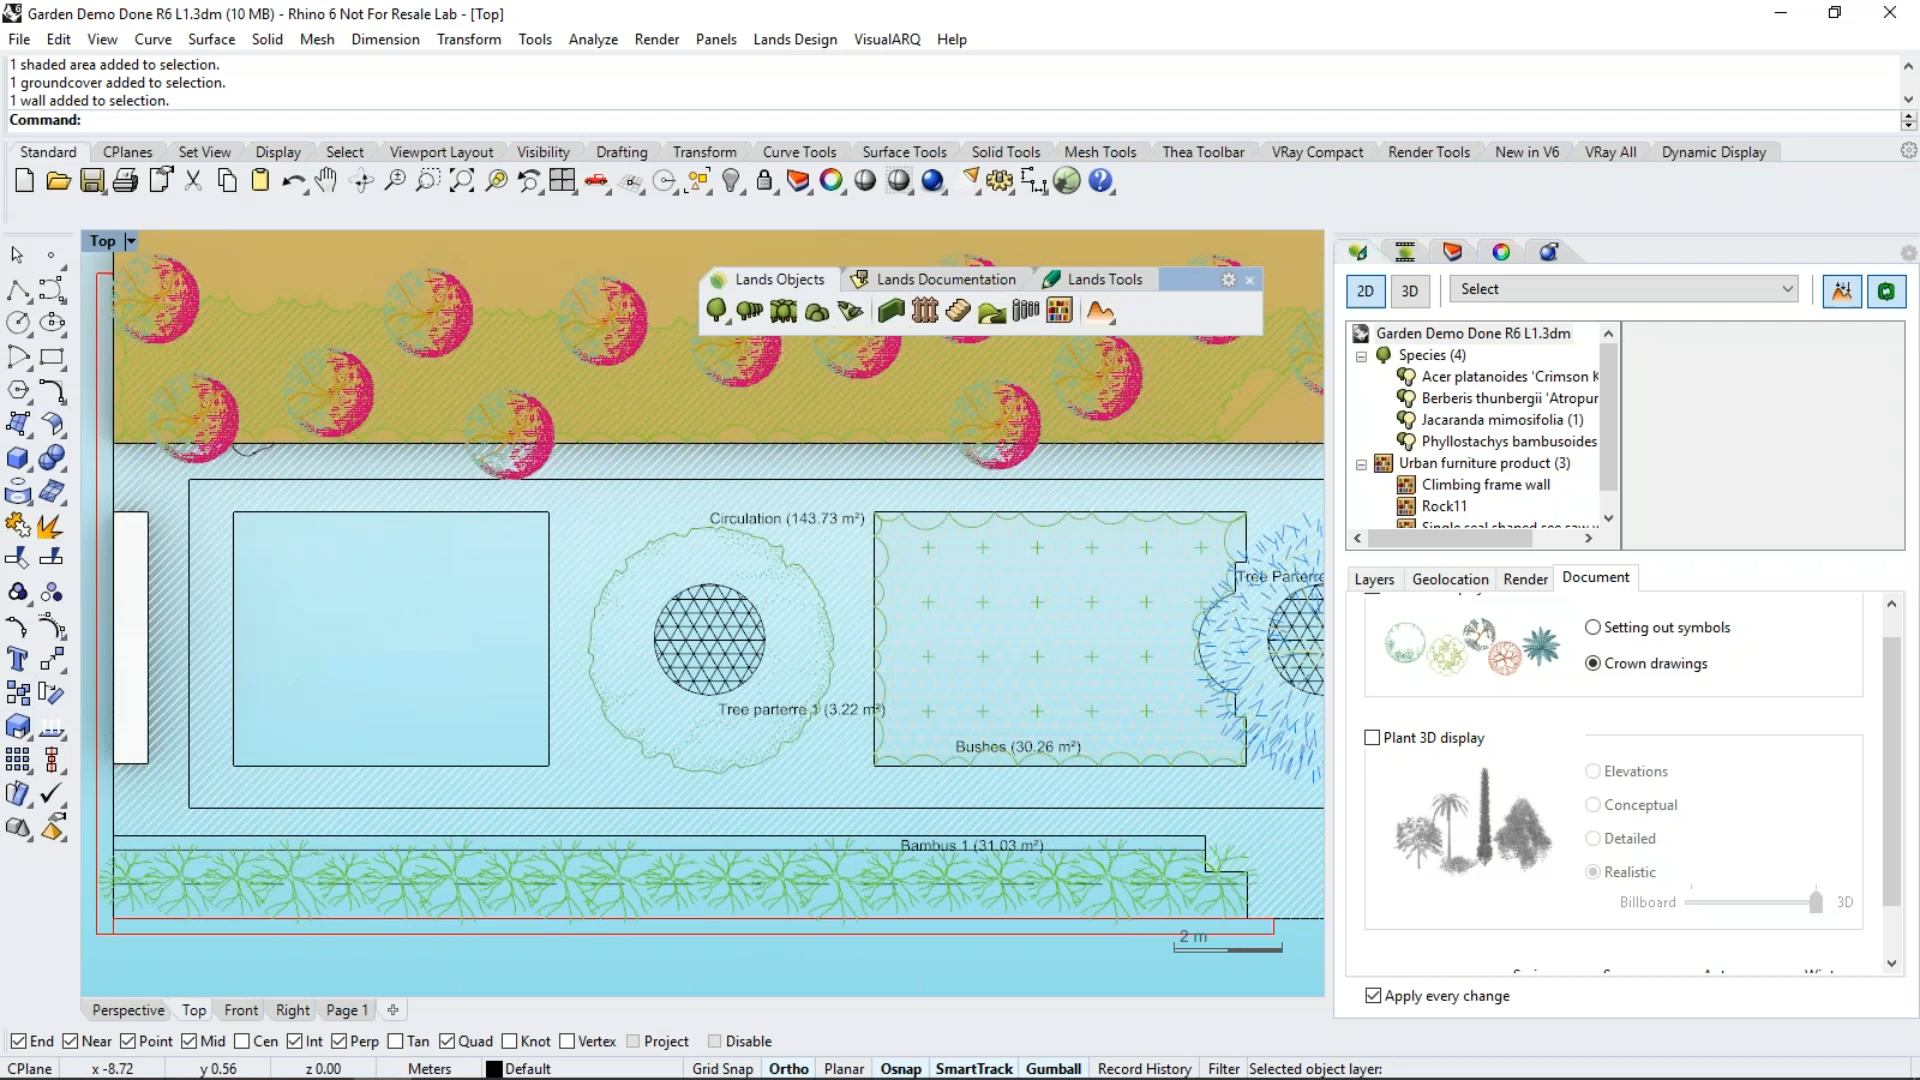 Garden Demo Done R6 L1.3dm (10 MB) - Rhino 6 Not For Resale Lab - [Top]
File Edit View Curve Surface Solid Mesh Dimension Transform Tools Analyze Render Panels Lands Design VisualARQ Help
1 shaded area added to selection.
1 groundcover added to selection.
1 wall added to selection.
Command:
Standard CPlanes Set View Display Select Viewport Layout Visibility Drafting Transform Curve Tools Surface Tools Solid Tools Mesh Tools Thea Toolbar VRay Compact Render Tools New in V6 VRay All Dynamic Display
Top
Lands Objects Lands Documentation Lands Tools
2D 3D Select
Garden Demo Done R6 L1.3dm
Species (4)
Acer platanoides 'Crimson K
Berberis thunbergii 'Atropur
Jacaranda mimosifolia (1)
Phyllostachys bambusoides
Urban furniture product (3)
Climbing frame wall
Rock11
Circulation (143.73 m²)
Tree Parterre
Tree parterre 1 (3.22 m²)
Bushes (30.26 m²)
Bambus 1 (31.03 m²)
2 m
Layers Geolocation Render Document
Setting out symbols
Crown drawings
Plant 3D display
Elevations
Conceptual
Detailed
Realistic
Billboard 3D
Apply every change
Perspective Top Front Right Page 1
End Near Point Mid Cen Int Perp Tan Quad Knot Vertex Project Disable
CPlane x -8.72 y 0.56 z 0.00 Meters Default Grid Snap Ortho Planar Osnap SmartTrack Gumball Record History Filter Selected object layer: